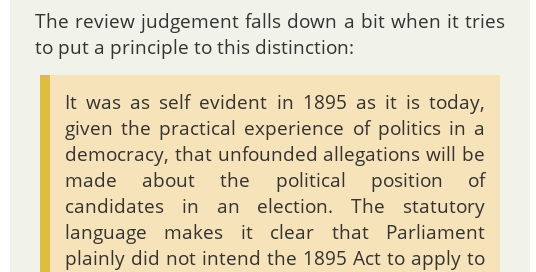 The review judgement falls down a bit when it tries
to put a principle to this distinction:
It was as self evident in 1895 as it is today,
given the practical experience of politics in a
democracy, that unfounded allegations will be
made about the political position of
candidates in an election. The statutory
language makes it clear that Parliament
plainly did not intend the 1895 Act to apply to